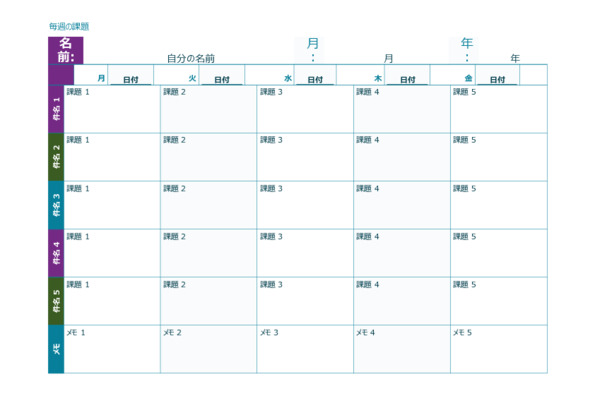 毎週の課題
名前: 自分の名前 月: 月 年: 年
月 日付 火 日付 水 日付 木 日付 金 日付
件名 1 課題 1 課題 2 課題 3 課題 4 課題 5
件名 2 課題 1 課題 2 課題 3 課題 4 課題 5
件名 3 課題 1 課題 2 課題 3 課題 4 課題 5
件名 4 課題 1 課題 2 課題 3 課題 4 課題 5
件名 5 課題 1 課題 2 課題 3 課題 4 課題 5
メモ メモ 1 メモ 2 メモ 3 メモ 4 メモ 5